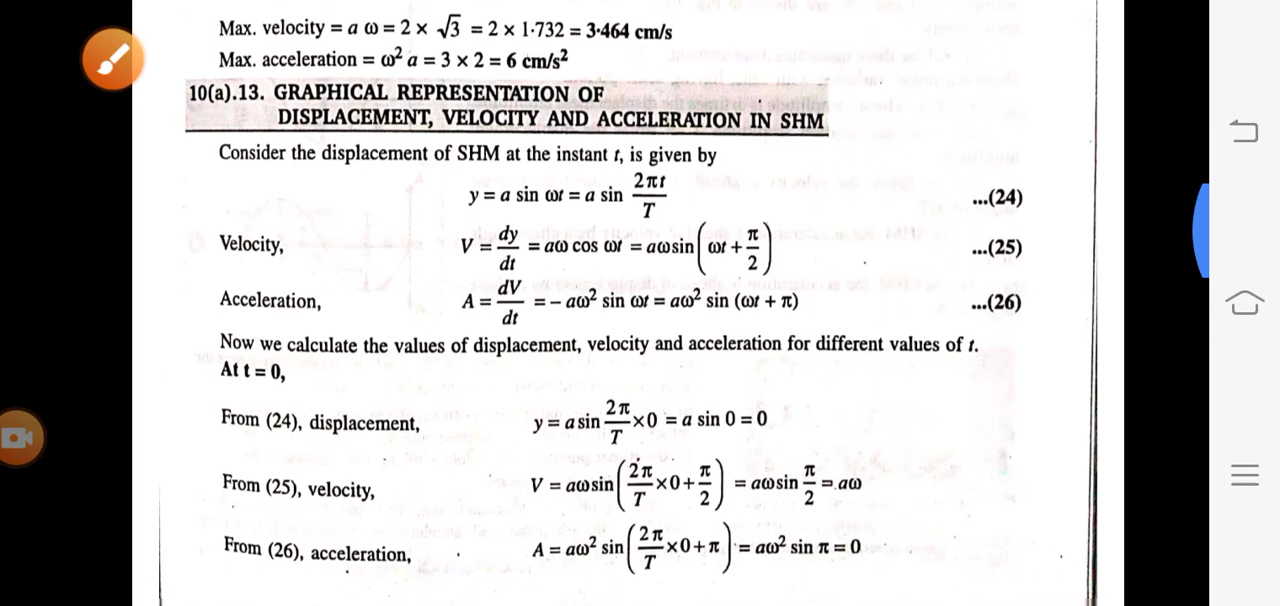 Max. velocity = a ω = 2 × √3 = 2 × 1·732 = 3·464 cm/s
Max. acceleration = ω² a = 3 × 2 = 6 cm/s²
10(a).13. GRAPHICAL REPRESENTATION OF
DISPLACEMENT, VELOCITY AND ACCELERATION IN SHM
Consider the displacement of SHM at the instant t, is given by
y = a sin ωt = a sin 2πt/T ...(24)
Velocity, V = dy/dt = aω cos ωt = aω sin(ωt + π/2) ...(25)
Acceleration, A = dV/dt = – aω² sin ωt = aω² sin (ωt + π) ...(26)
Now we calculate the values of displacement, velocity and acceleration for different values of t.
At t = 0,
From (24), displacement, y = a sin 2π/T × 0 = a sin 0 = 0
From (25), velocity, V = aω sin(2π/T × 0 + π/2) = aω sin π/2 = aω
From (26), acceleration, A = aω² sin(2π/T × 0 + π) = aω² sin π = 0